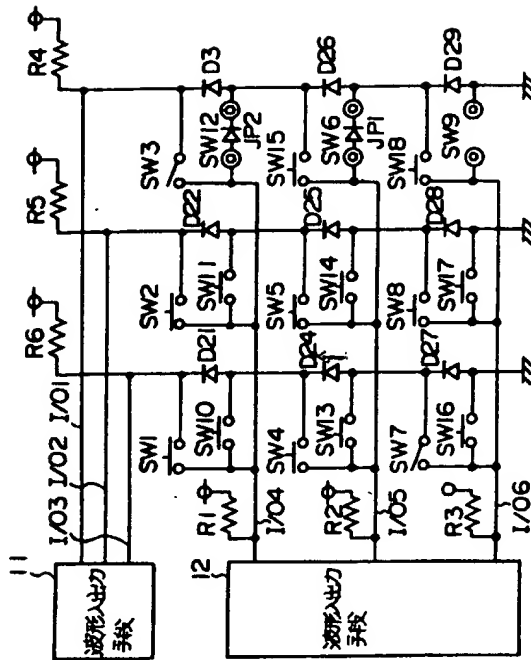 R4
R5
R6
I/O1
I/O2
I/O3
11
波形入出力
手段
SW3
D3
SW12
JP2
D22
SW2
SW11
D21
SW1
SW10
R1
I/O4
D26
SW15
SW6
JP1
D25
SW5
SW14
D24
SW4
SW13
R2
I/O5
12
波形入出力
手段
D29
SW18
SW9
D28
SW8
SW17
D27
SW7
SW16
R3
I/O6